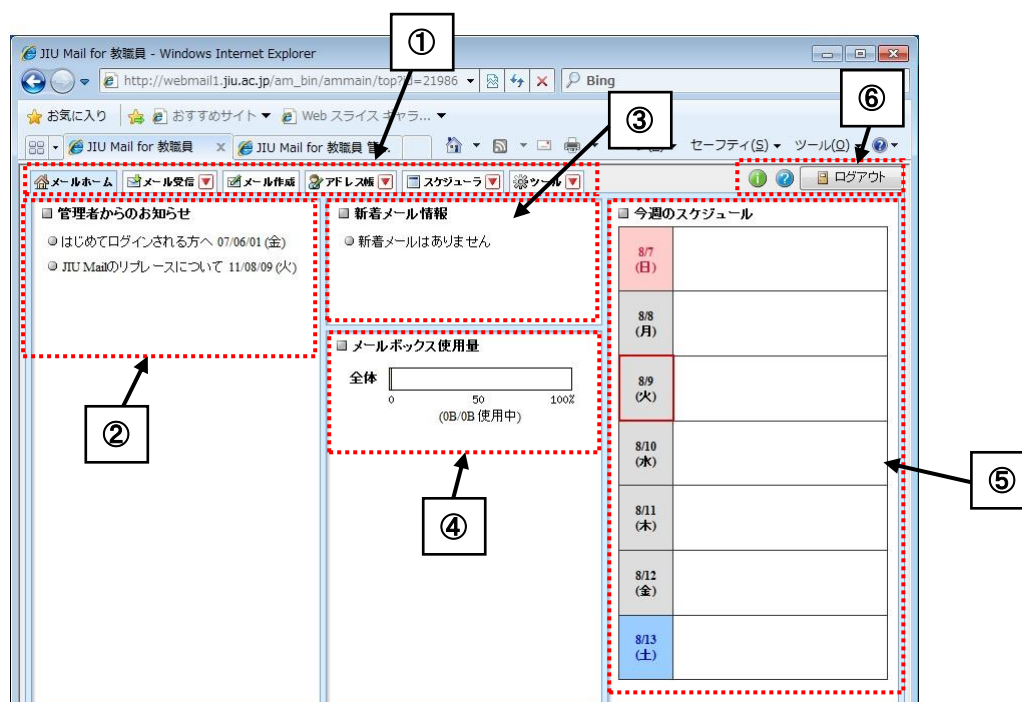 ①
JIU Mail for 教職員 - Windows Internet Explorer
http://webmail1.jiu.ac.jp/am_bin/ammain/top?id=21986
Bing
⑥
お気に入り おすすめサイト ▼ Web スライス ギャラ... ▼
③
JIU Mail for 教職員 x JIU Mail for 教職員 管
セーフティ(S) ▼ ツール(O) ▼
メールホーム メール受信 メール作成 アドレス帳 スケジューラ ツール ログアウト
管理者からのお知らせ
はじめてログインされる方へ 07/06/01 (金)
JIU Mailのリプレースについて 11/08/09 (火)
②
新着メール情報
新着メールはありません
メールボックス使用量
全体
0 50 100%
(0B/0B 使用中)
④
今週のスケジュール
8/7
(日)
8/8
(月)
8/9
(火)
8/10
(水)
8/11
(木)
8/12
(金)
8/13
(土)
⑤